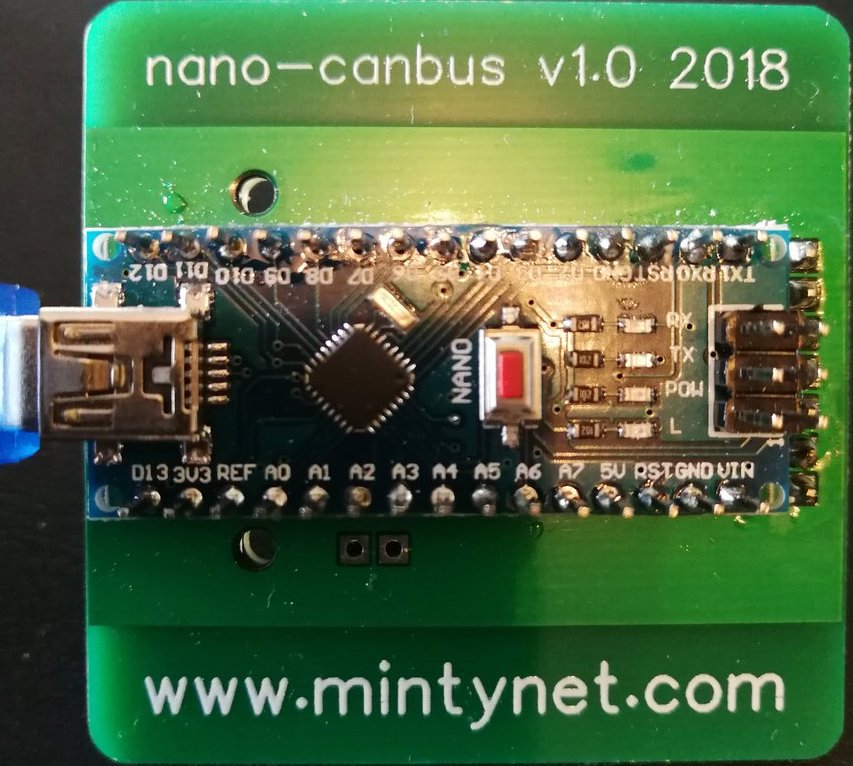 nano-canbus v1.0 2018
D12 D11 D10 D9 D8 D7 D6 RST RX0 TX1
RX
TX
POW
L
NANO
D13 3V3 REF A0 A1 A2 A3 A4 A5 A6 A7 5V RST GND VIN
www.mintynet.com